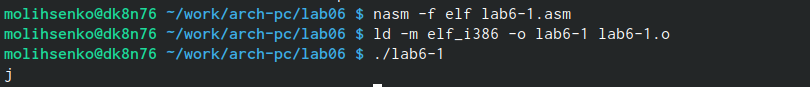 molihsenko@dk8n76 ~/work/arch-pc/lab06 $ nasm -f elf lab6-1.asm
molihsenko@dk8n76 ~/work/arch-pc/lab06 $ ld -m elf_i386 -o lab6-1 lab6-1.o
molihsenko@dk8n76 ~/work/arch-pc/lab06 $ ./lab6-1
j